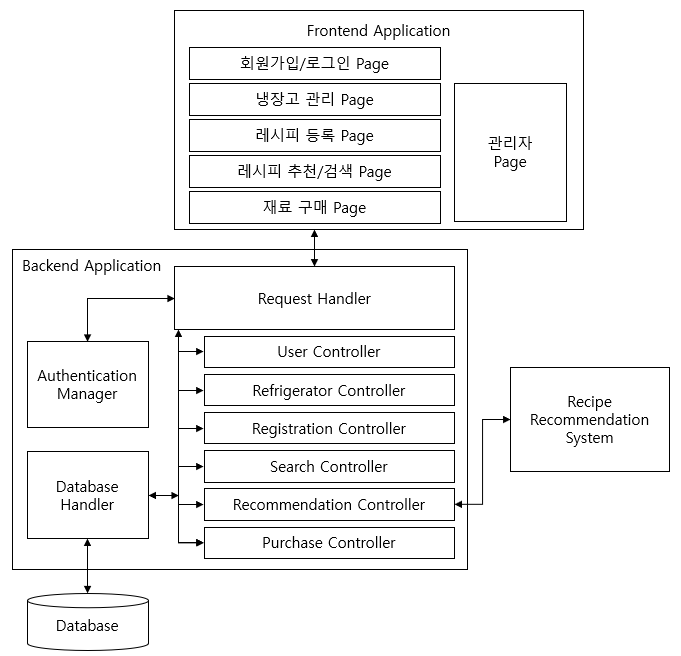 Frontend Application
회원가입/로그인 Page
냉장고 관리 Page
레시피 등록 Page
레시피 추천/검색 Page
재료 구매 Page
관리자
Page
Backend Application
Request Handler
Authentication
Manager
User Controller
Refrigerator Controller
Registration Controller
Search Controller
Recommendation Controller
Purchase Controller
Recipe
Recommendation
System
Database
Handler
Database